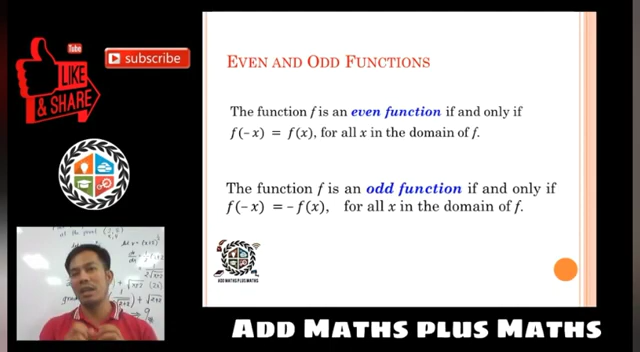 You Tube
LIKE
& SHARE
subscribe
EVEN AND ODD FUNCTIONS
The function f is an even function if and only if
f(−x) = f(x), for all x in the domain of f.
The function f is an odd function if and only if
f(−x) = − f(x), for all x in the domain of f.
ADD MATHS PLUS MATHS
ADD MATHS PLUS MATHS